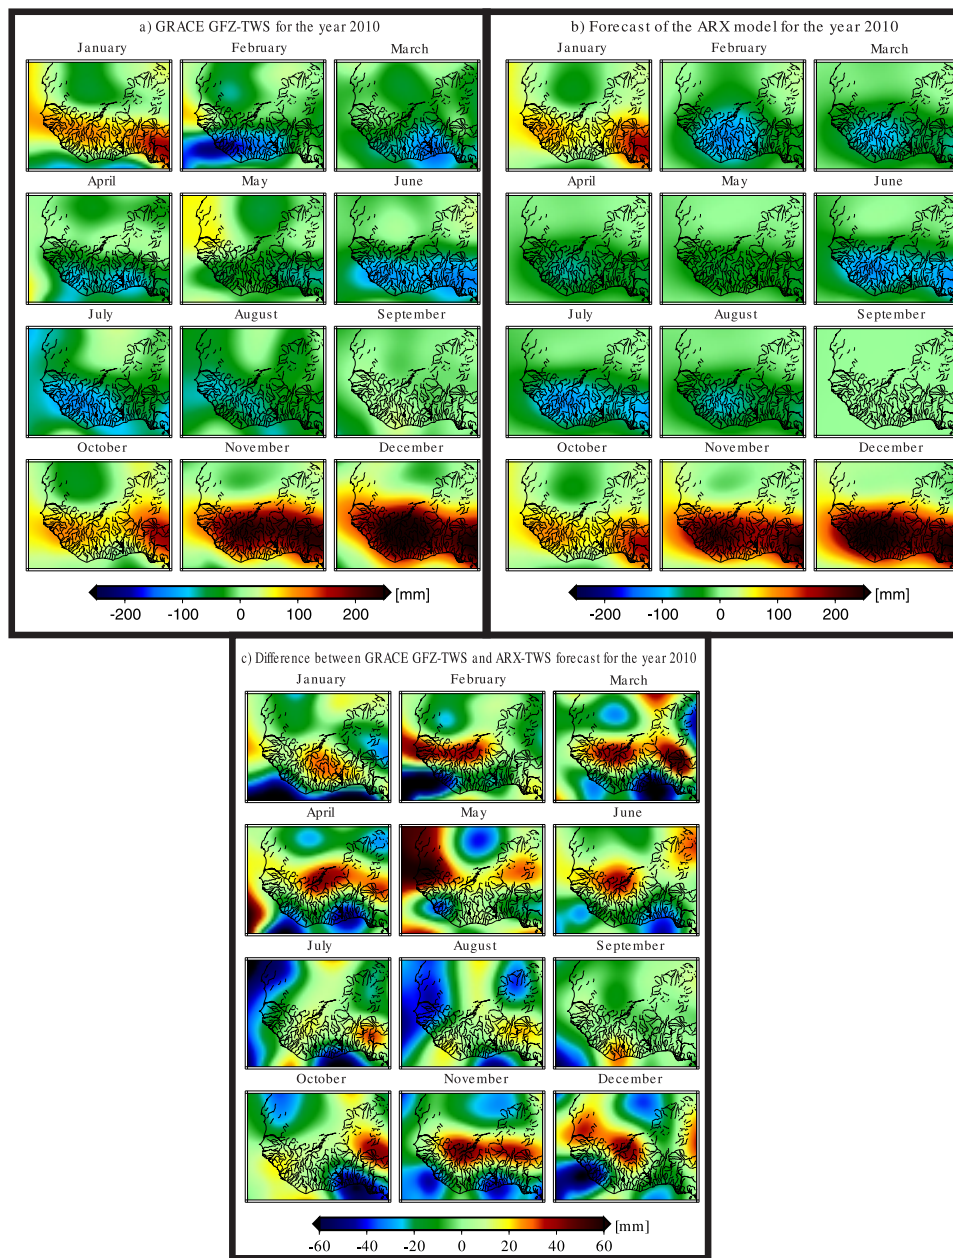 a) GRACE GFZ-TWS for the year 2010
January February March
April May June
July August September
October November December
-200 -100 0 100 200 [mm]
b) Forecast of the ARX model for the year 2010
January February March
April May June
July August September
October November December
-200 -100 0 100 200 [mm]
c) Difference between GRACE GFZ-TWS and ARX-TWS forecast for the year 2010
January February March
April May June
July August September
October November December
-60 -40 -20 0 20 40 60 [mm]